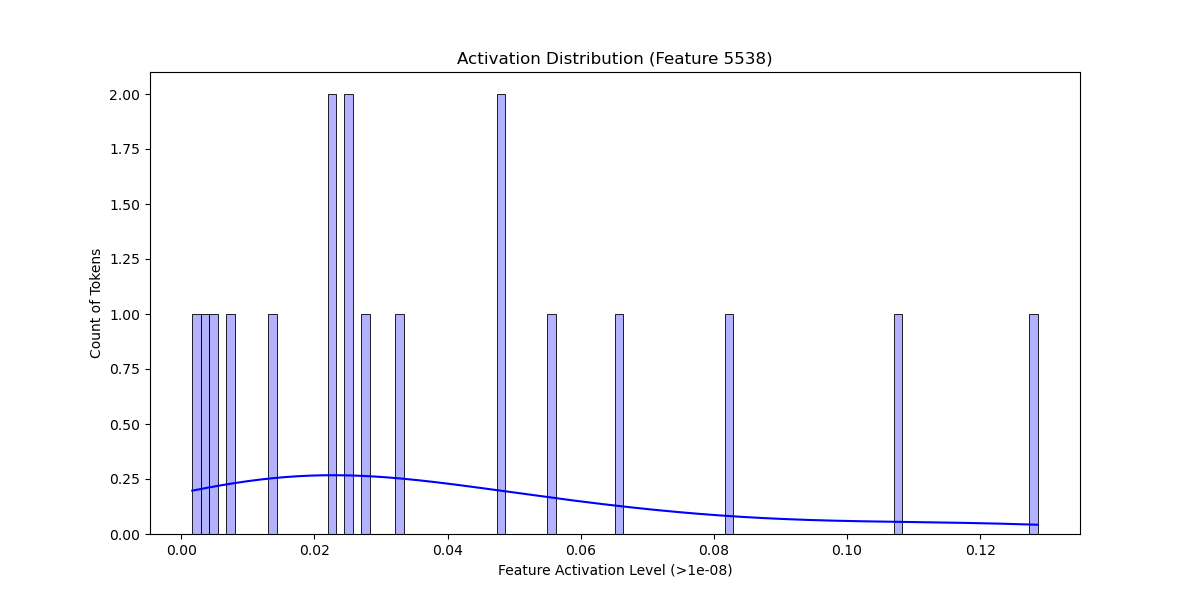 Activation Distribution (Feature 5538)
Count of Tokens
2.00
1.75
1.50
1.25
1.00
0.75
0.50
0.25
0.00
0.00 0.02 0.04 0.06 0.08 0.10 0.12
Feature Activation Level (>1e-08)